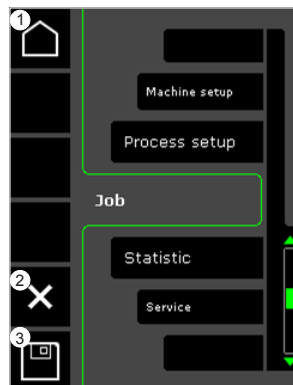 1
Machine setup
Process setup
Job
Statistic
2
Service
3